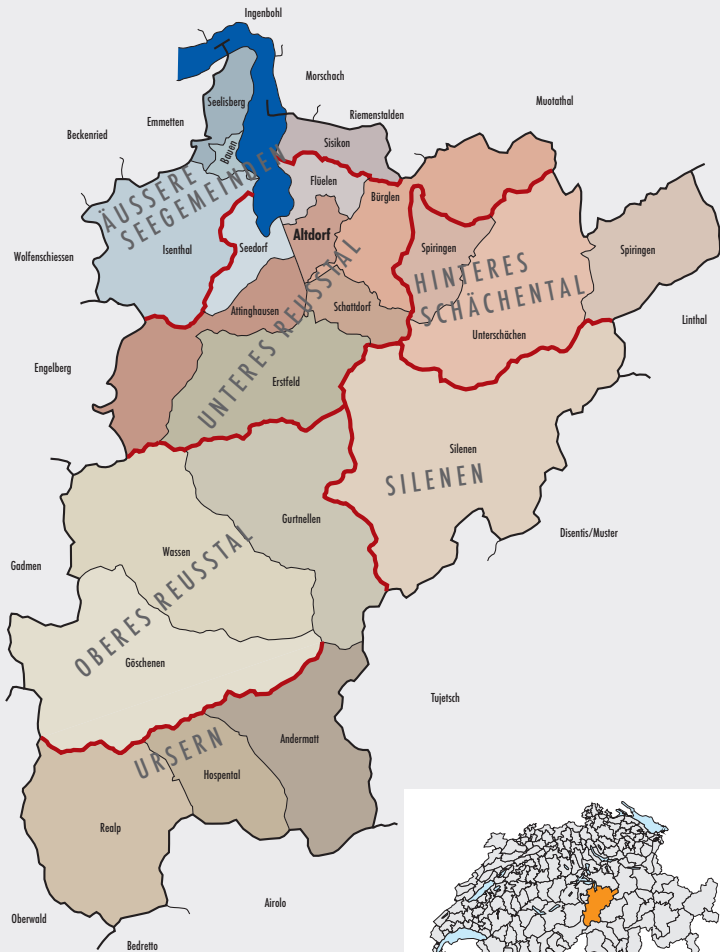 Ingenbohl
Morschach
Seelisberg
Muotathal
Riemenstalden
Emmetten
Beckenried
Sisikon
Bauen
ÄUSSERE
SEEGEMEINDEN
Flüelen
Bürglen
Altdorf
Isenthal
Seedorf
Spiringen
Spiringen
Wolfenschiessen
HINTERES
SCHÄCHENTAL
Attinghausen
Schattdorf
Linthal
Unterschächen
UNTERES REUSSTAL
Engelberg
Erstfeld
Silenen
SILENEN
Gurtnellen
Disentis/Muster
Wassen
Gadmen
OBERES REUSSTAL
Göschenen
Tujetsch
URSERN
Andermatt
Hospental
Realp
Airolo
Oberwald
Bedretto